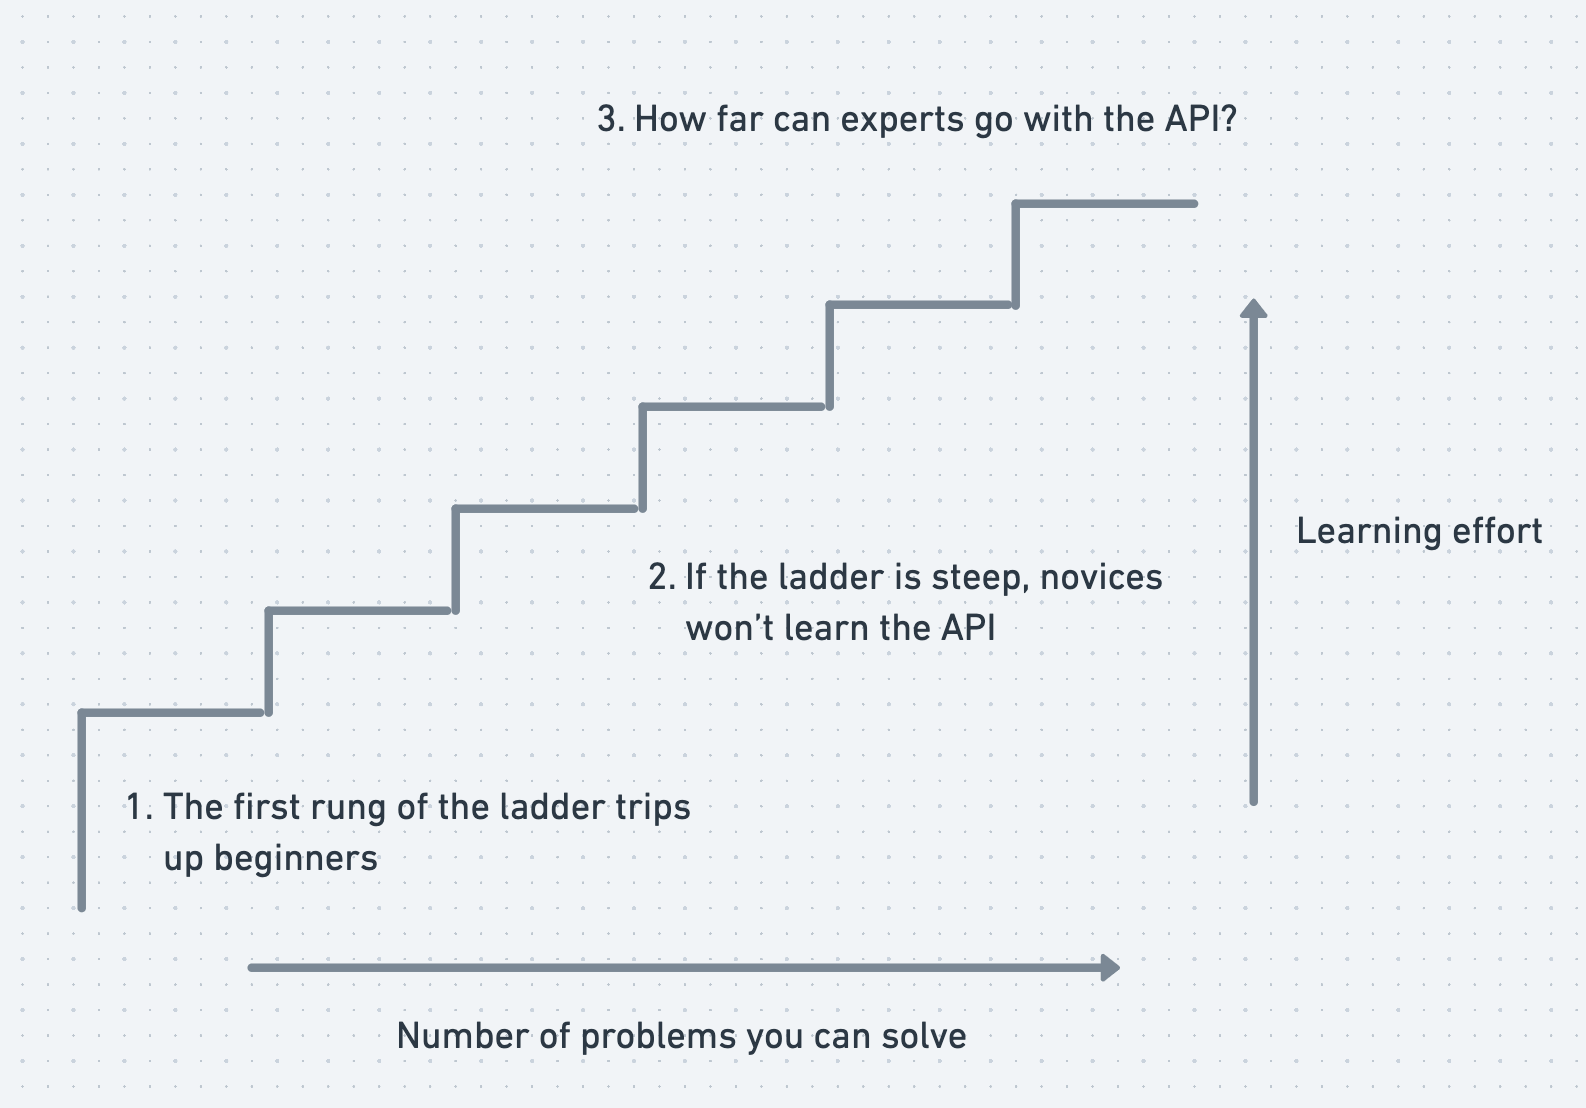 3. How far can experts go with the API?
Learning effort
2. If the ladder is steep, novices
won’t learn the API
1. The first rung of the ladder trips
up beginners
Number of problems you can solve